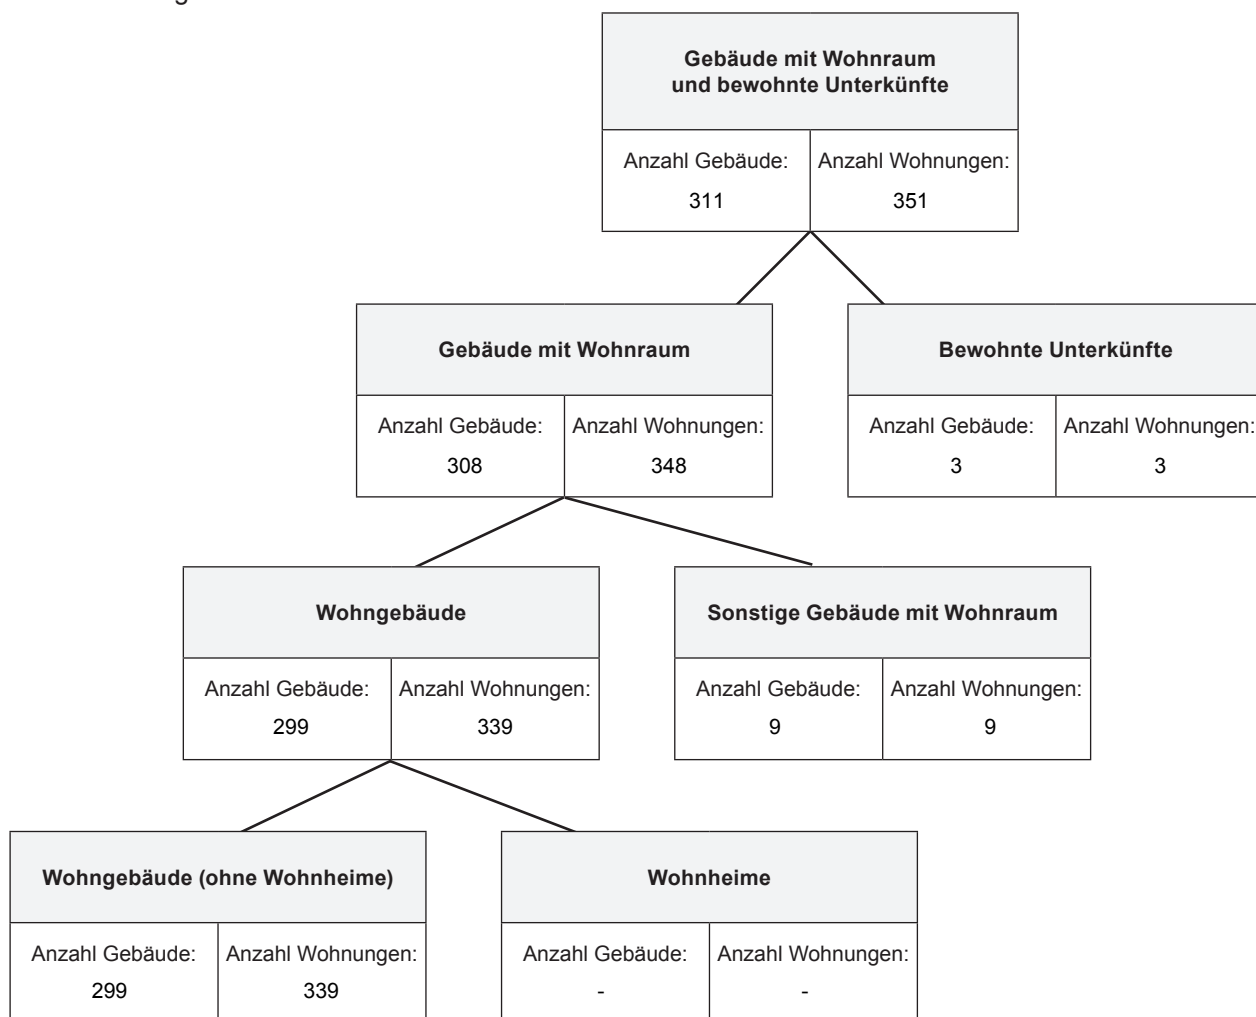 Gebäude mit Wohnraum
und bewohnte Unterkünfte
Anzahl Gebäude: Anzahl Wohnungen:
311 351
Gebäude mit Wohnraum
Anzahl Gebäude: Anzahl Wohnungen:
308 348
Bewohnte Unterkünfte
Anzahl Gebäude: Anzahl Wohnungen:
3 3
Wohngebäude
Anzahl Gebäude: Anzahl Wohnungen:
299 339
Sonstige Gebäude mit Wohnraum
Anzahl Gebäude: Anzahl Wohnungen:
9 9
Wohngebäude (ohne Wohnheime)
Anzahl Gebäude: Anzahl Wohnungen:
299 339
Wohnheime
Anzahl Gebäude: Anzahl Wohnungen:
- -